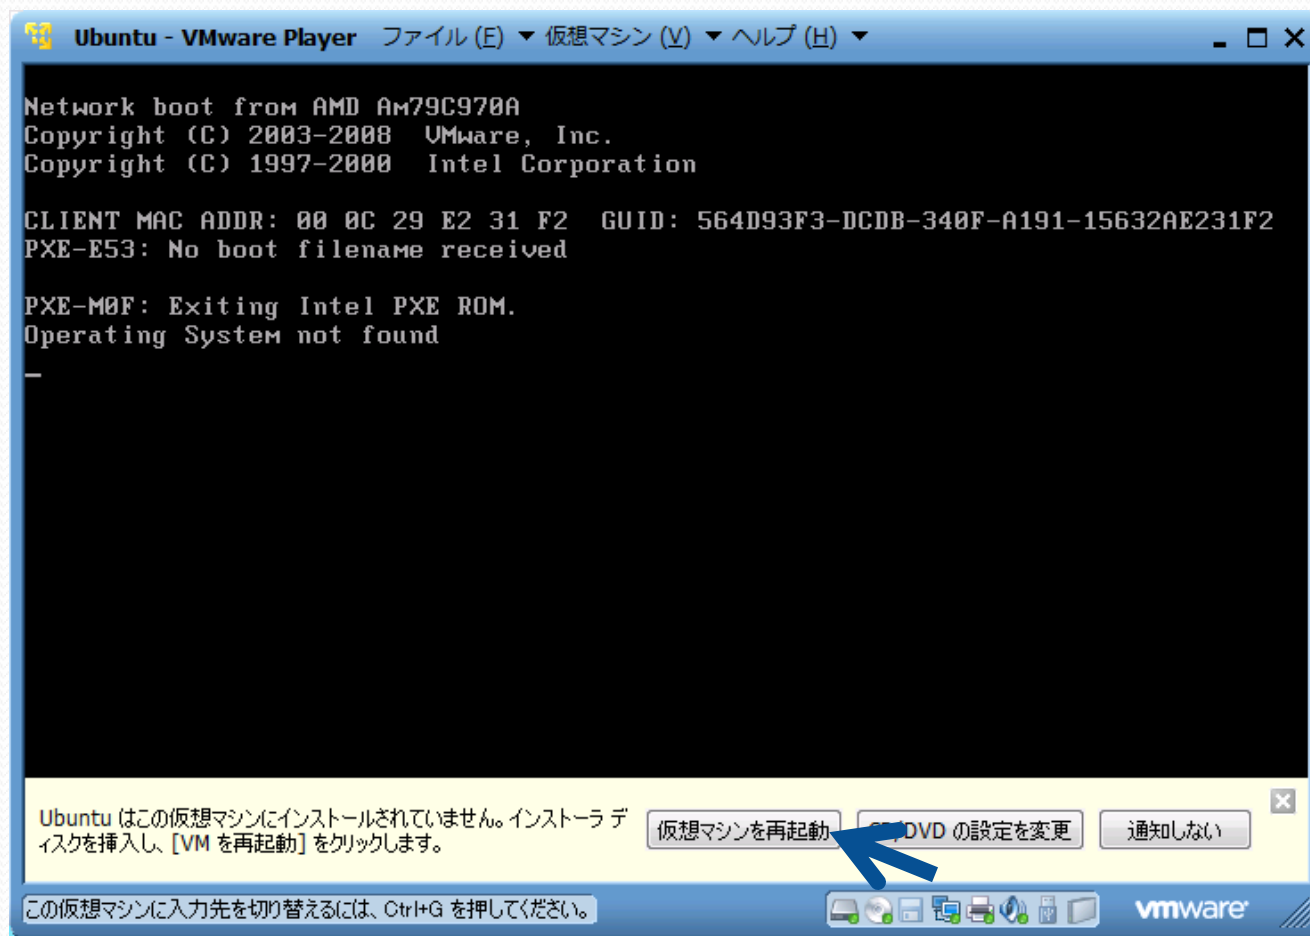 Ubuntu - VMware Player ファイル (F) ▼ 仮想マシン (V) ▼ ヘルプ (H) ▼
Network boot from AMD Am79C970A
Copyright (C) 2003-2008  VMware, Inc.
Copyright (C) 1997-2000  Intel Corporation
CLIENT MAC ADDR: 00 0C 29 E2 31 F2  GUID: 564D93F3-DCDB-340F-A191-15632AE231F2
PXE-E53: No boot filename received
PXE-M0F: Exiting Intel PXE ROM.
Operating System not found
Ubuntu はこの仮想マシンにインストールされていません。インストーラ デ
ィスクを挿入し、[VM を再起動] をクリックします。
仮想マシンを再起動
CD/DVD の設定を変更
通知しない
この仮想マシンに入力先を切り替えるには、Ctrl+G を押してください。
vmware